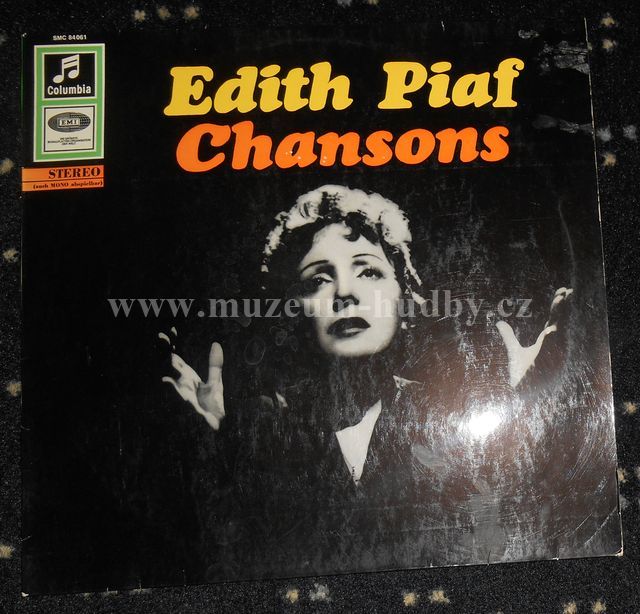 SMC 84061
Columbia
EMI
STEREO
(auch MONO abspielbar)
Edith Piaf
Chansons
www.muzeum-hudby.cz